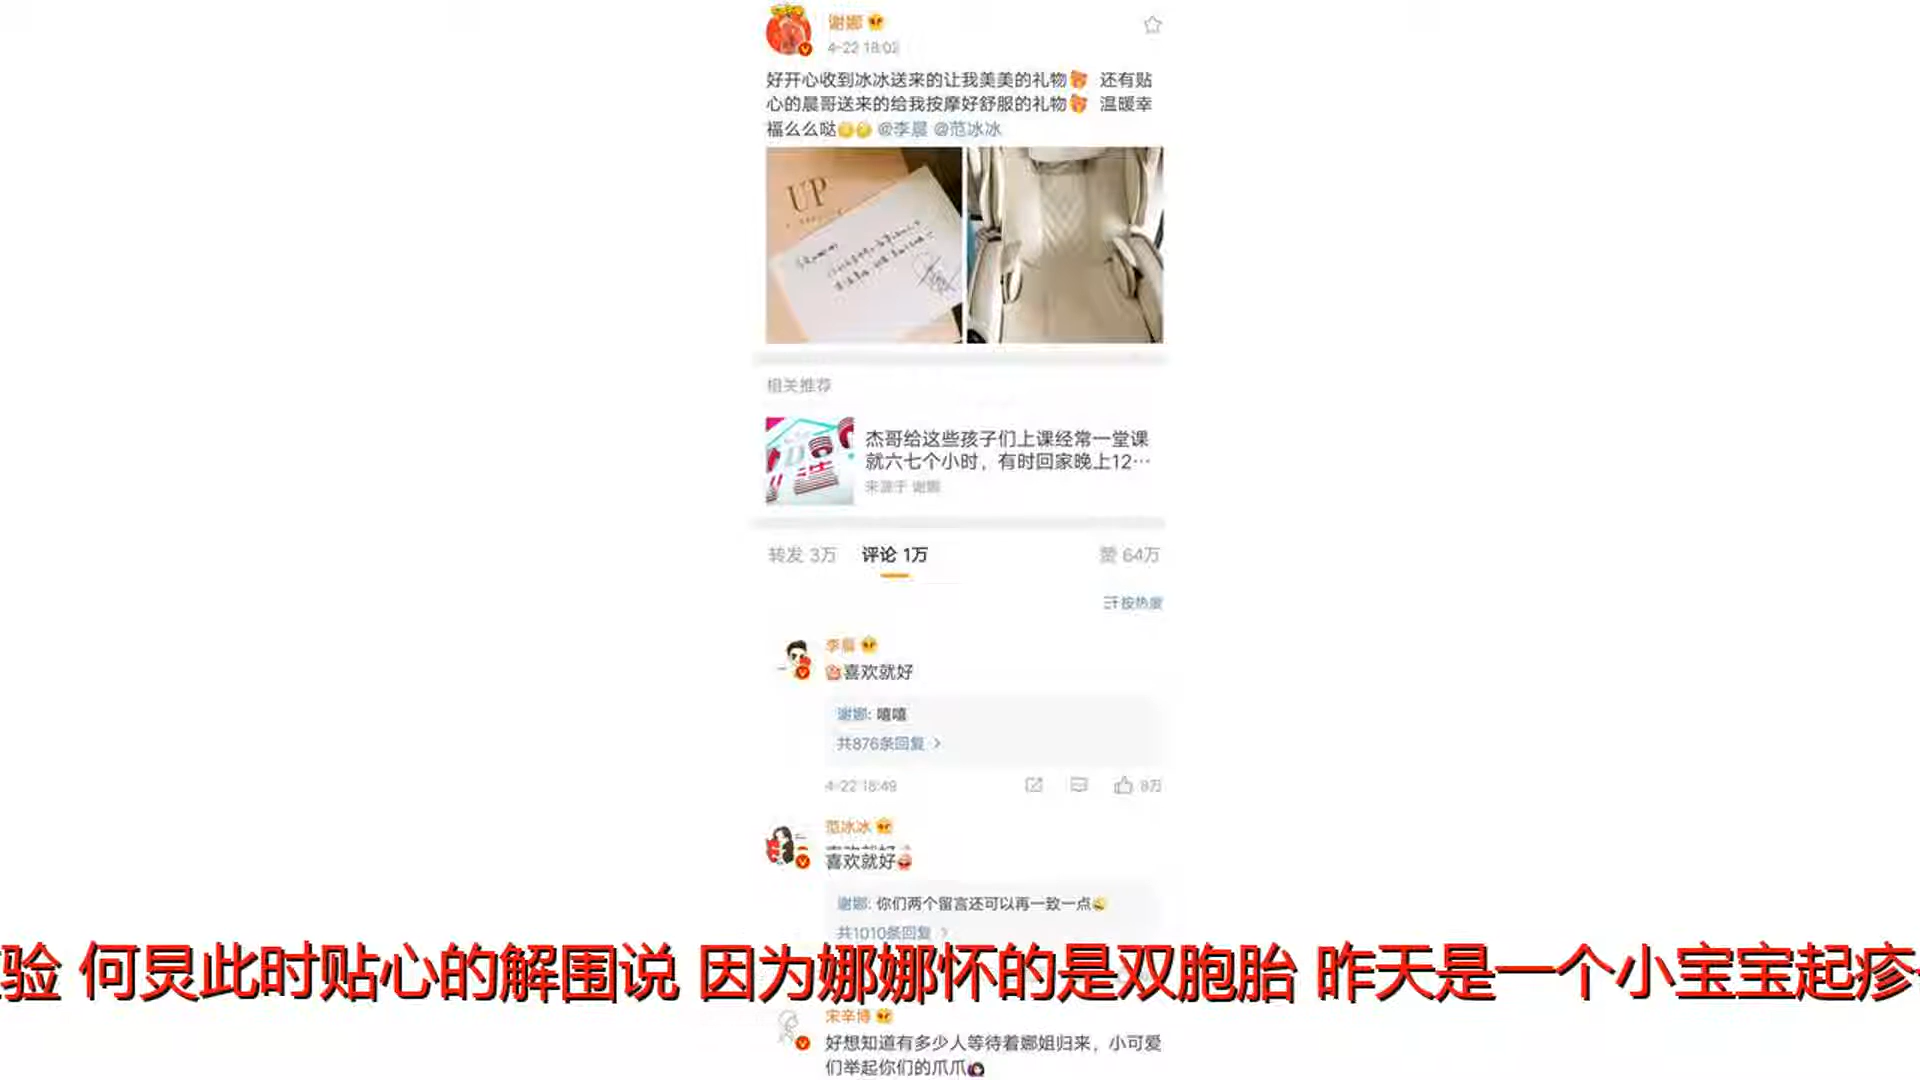 谢娜
4-22 18:02
好开心收到冰冰送来的让我美美的礼物 还有贴
心的晨哥送来的给我按摩好舒服的礼物 温暖幸
福么么哒 @李晨 @范冰冰
UP
相关推荐
杰哥给这些孩子们上课经常一堂课
就六七个小时，有时回家晚上12…
来源于 谢娜
转发 3万 评论 1万 赞 64万
按热度
李晨
喜欢就好
谢娜: 嘻嘻
共876条回复 >
4-22 18:49 9万
范冰冰
喜欢就好
谢娜: 你们两个留言还可以再一致一点
共1010条回复 >
验 何炅此时贴心的解围说 因为娜娜怀的是双胞胎 昨天是一个小宝宝起疹
宋辛博
好想知道有多少人等待着娜姐归来，小可爱
们举起你们的爪爪